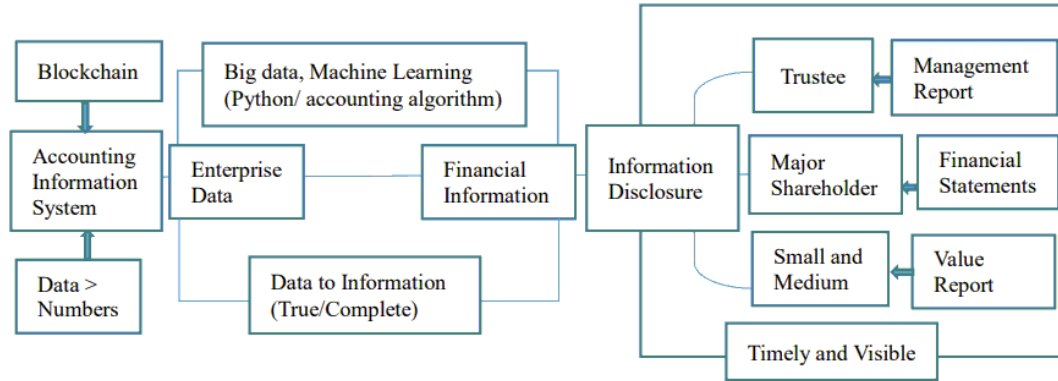 Blockchain
Accounting
Information
System
Data >
Numbers
Big data, Machine Learning
(Python/ accounting algorithm)
Enterprise
Data
Financial
Information
Data to Information
(True/Complete)
Information
Disclosure
Trustee
Management
Report
Major
Shareholder
Financial
Statements
Small and
Medium
Value
Report
Timely and Visible